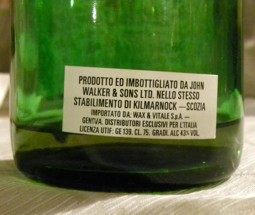 PRODOTTO ED IMBOTTIGLIATO DA JOHN
WALKER & SONS LTD. NELLO STESSO
STABILIMENTO DI KILMARNOCK —SCOZIA
IMPORTATO DA: WAX & VITALE S.p.A. —
GENOVA. DISTRIBUTORI ESCLUSIVI PER L'ITALIA
LICENZA UTIF: GE 139. CL. 75. GRADI. ALC 43% VOL.